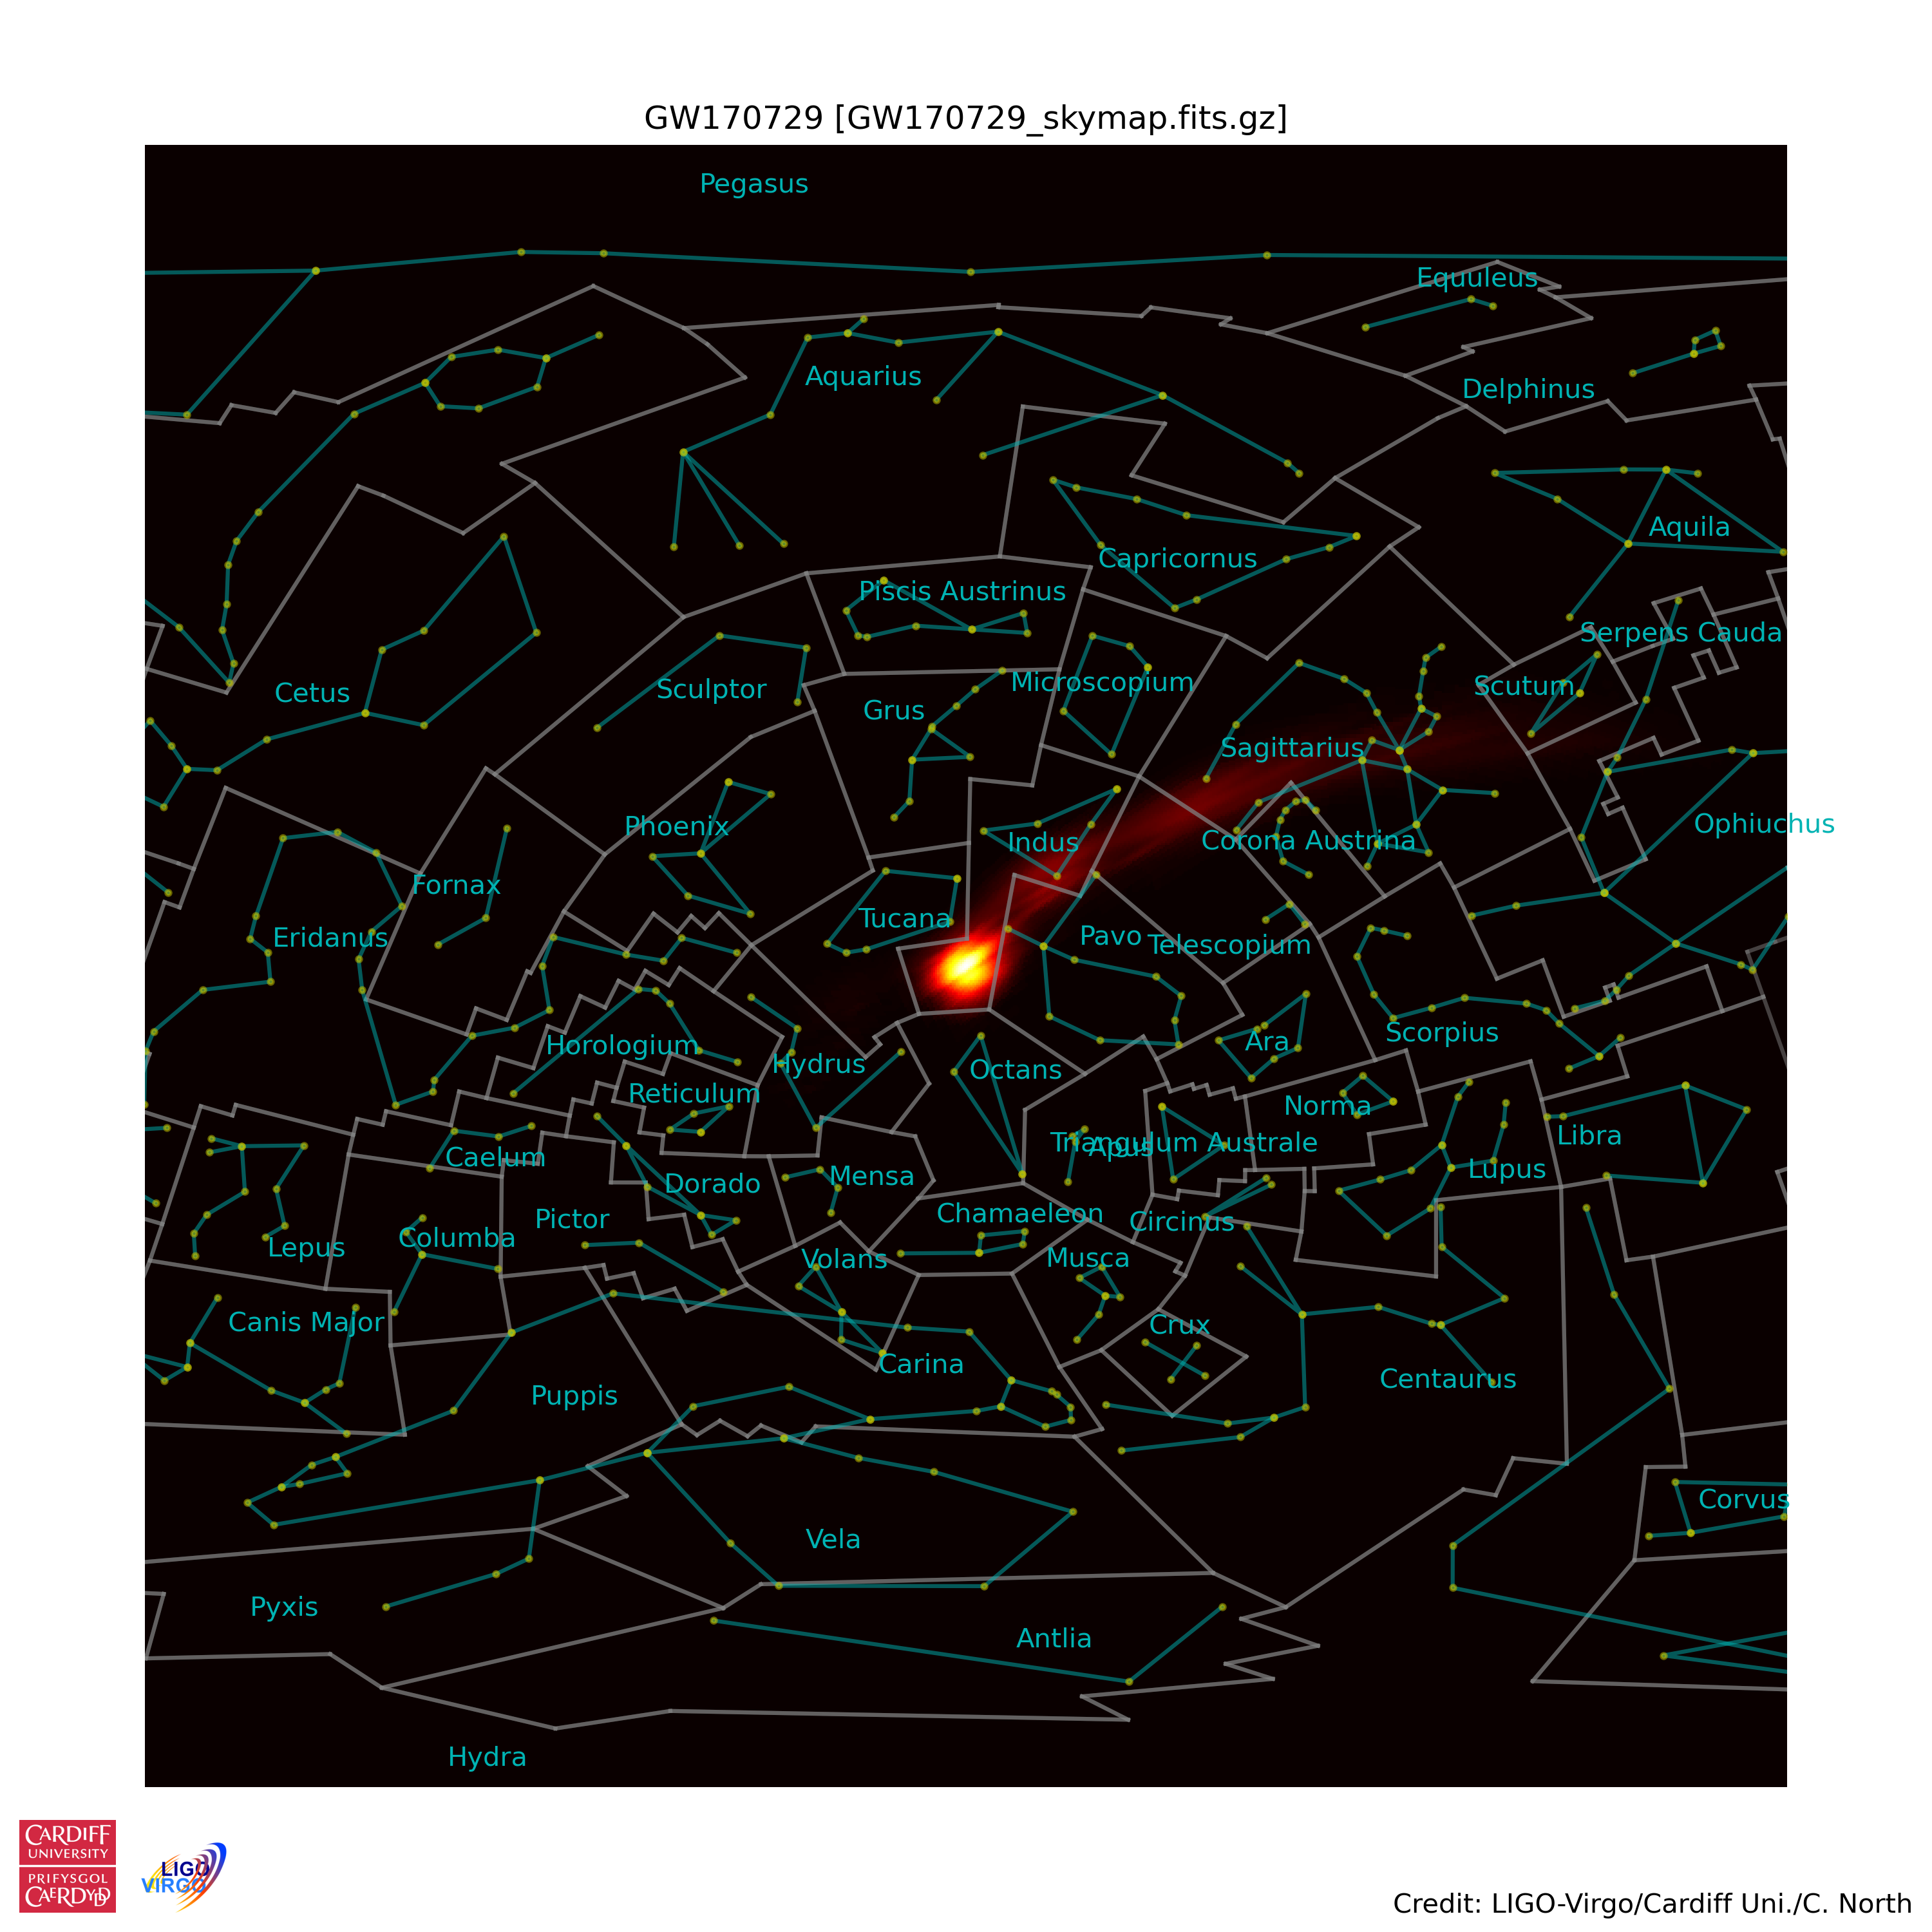 GW170729 [GW170729_skymap.fits.gz]
Pegasus
Equuleus
Aquarius
Delphinus
Aquila
Capricornus
Piscis Austrinus
Serpens Cauda
Cetus
Sculptor
Microscopium
Scutum
Grus
Sagittarius
Phoenix
Indus
Corona Austrina
Ophiuchus
Fornax
Tucana
Eridanus
Pavo
Telescopium
Scorpius
Horologium
Ara
Hydrus
Octans
Reticulum
Norma
Triangulum Australe
Apus
Libra
Caelum
Lupus
Mensa
Dorado
Pictor
Chamaeleon
Circinus
Columba
Lepus
Volans
Musca
Canis Major
Crux
Carina
Centaurus
Puppis
Corvus
Vela
Pyxis
Antlia
Hydra
CARDIFF
UNIVERSITY
PRIFYSGOL
CAERDYDD
LIGO
VIRGO
Credit: LIGO-Virgo/Cardiff Uni./C. North